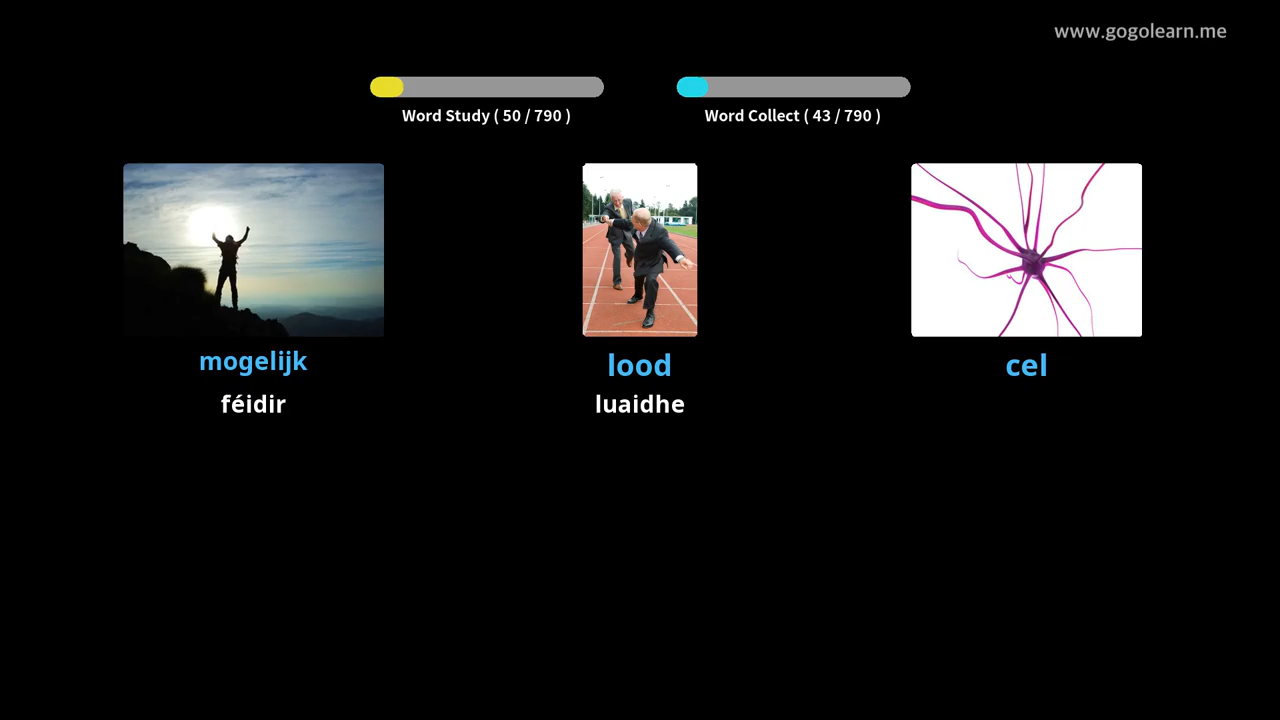 www.gogolearn.me
Word Study ( 50 / 790 )
Word Collect ( 43 / 790 )
mogelijk
lood
cel
féidir
luaidhe